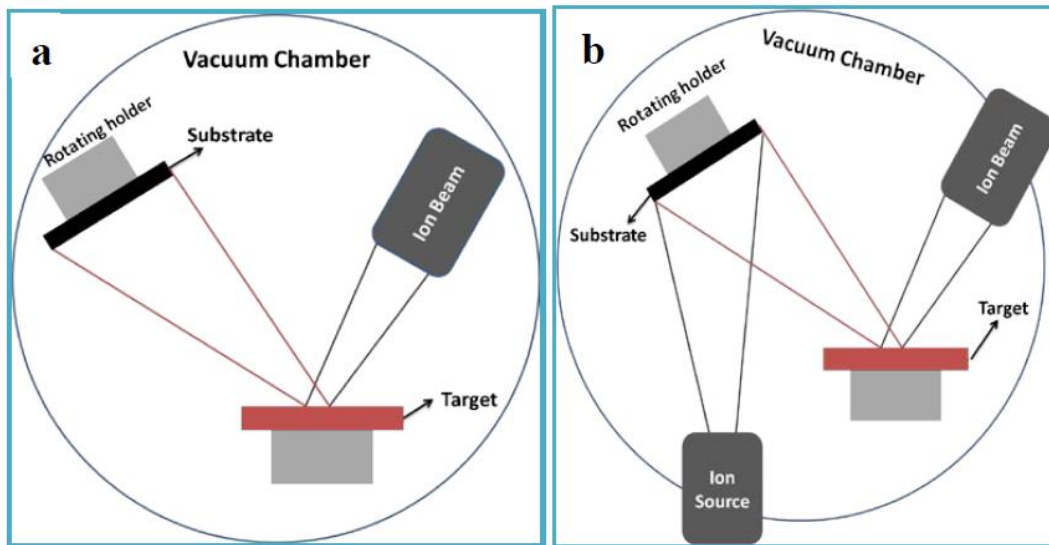 a
Vacuum Chamber
Rotating holder
Substrate
Ion Beam
Target
b
Vacuum Chamber
Rotating holder
Ion Beam
Substrate
Target
Ion
Source